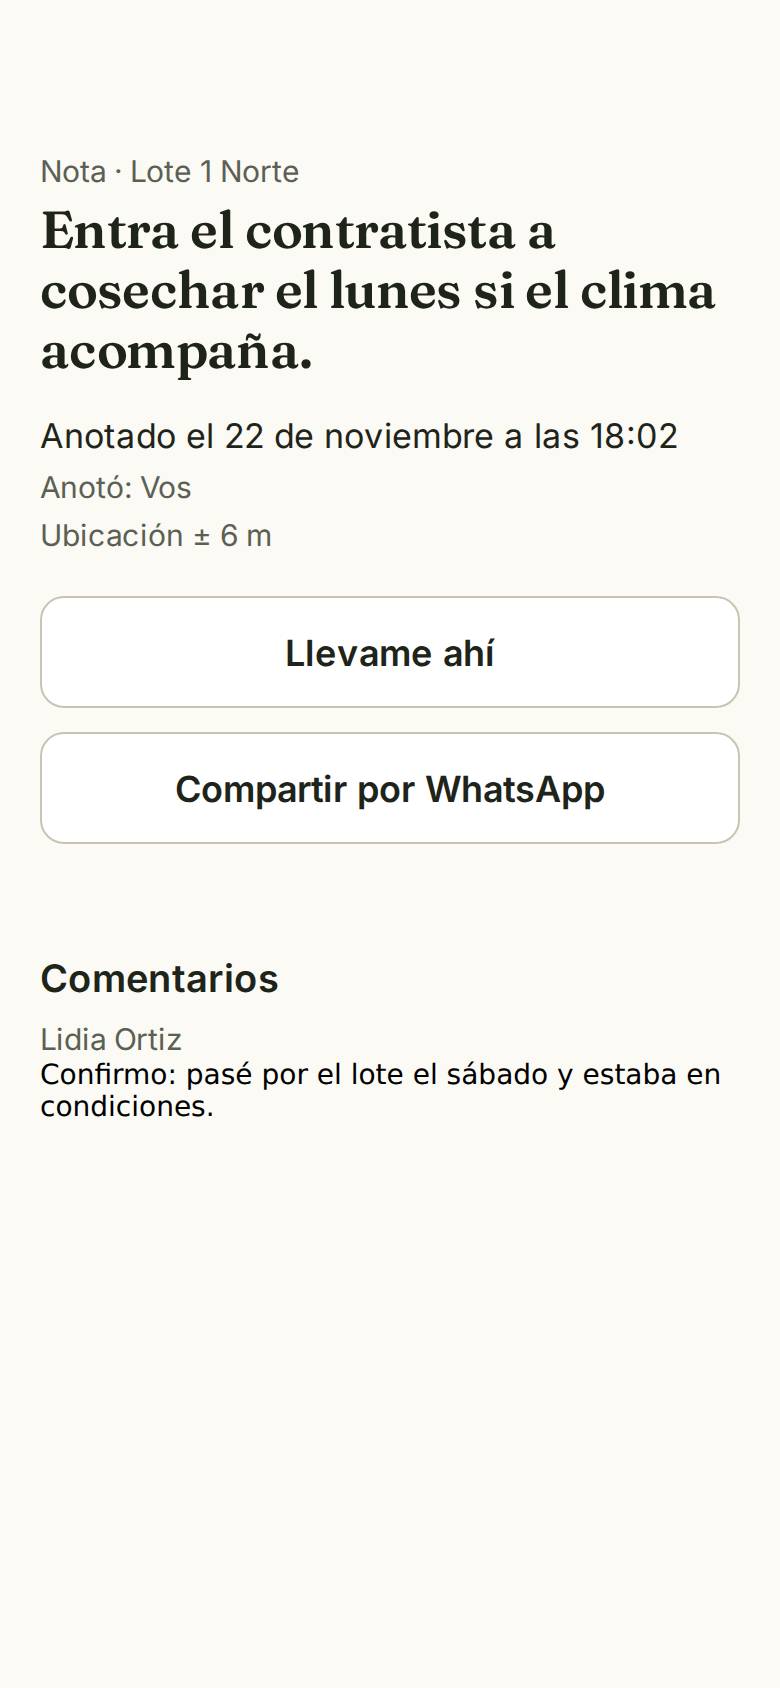 Nota · Lote 1 Norte
Entra el contratista a
cosechar el lunes si el clima
acompaña.
Anotado el 22 de noviembre a las 18:02
Anotó: Vos
Ubicación ± 6 m
Llevame ahí
Compartir por WhatsApp
Comentarios
Lidia Ortiz
Confirmo: pasé por el lote el sábado y estaba en
condiciones.